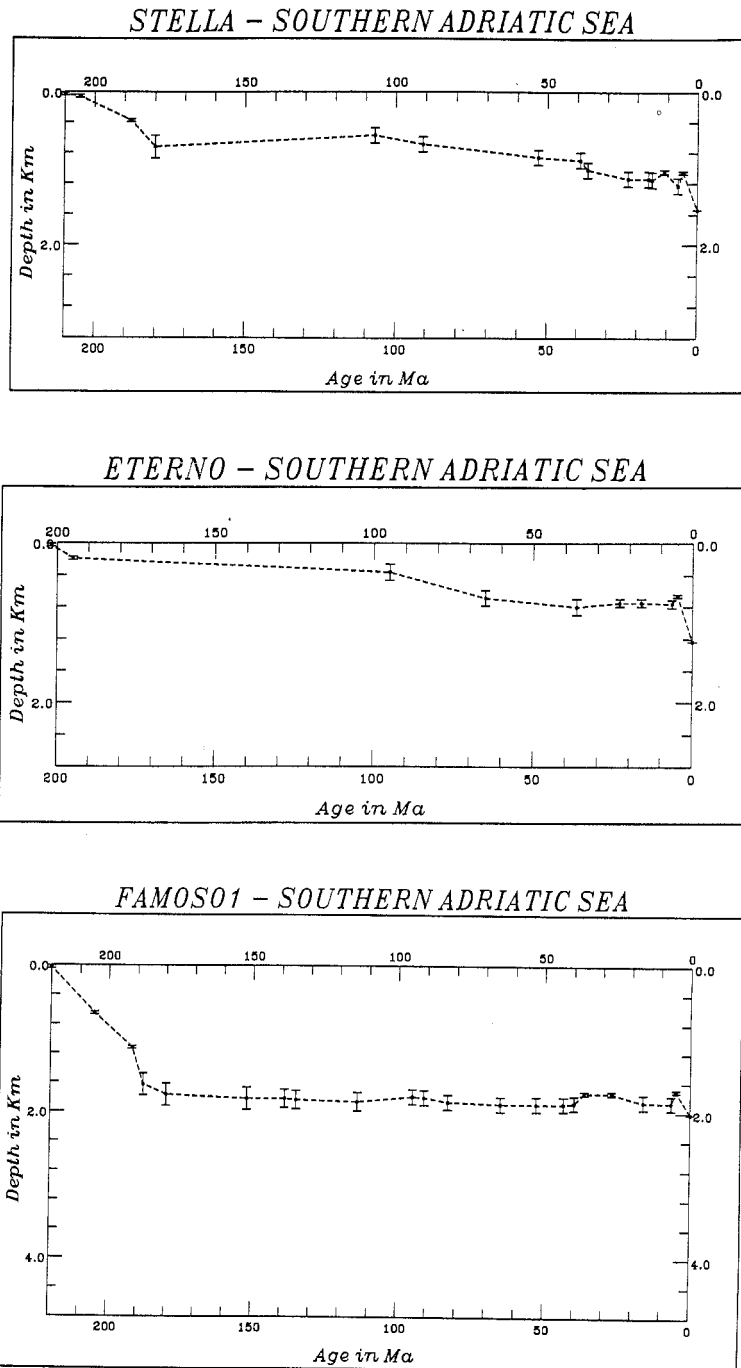 STELLA – SOUTHERN ADRIATIC SEA
200 150 100 50 0
0.0 0.0
2.0 2.0
Depth in Km
200 150 100 50 0
Age in Ma
ETERNO – SOUTHERN ADRIATIC SEA
200 150 100 50 0
0.0 0.0
2.0 2.0
Depth in Km
200 150 100 50 0
Age in Ma
FAMOSO1 – SOUTHERN ADRIATIC SEA
200 150 100 50 0
0.0 0.0
2.0 2.0
4.0 4.0
Depth in Km
200 150 100 50 0
Age in Ma